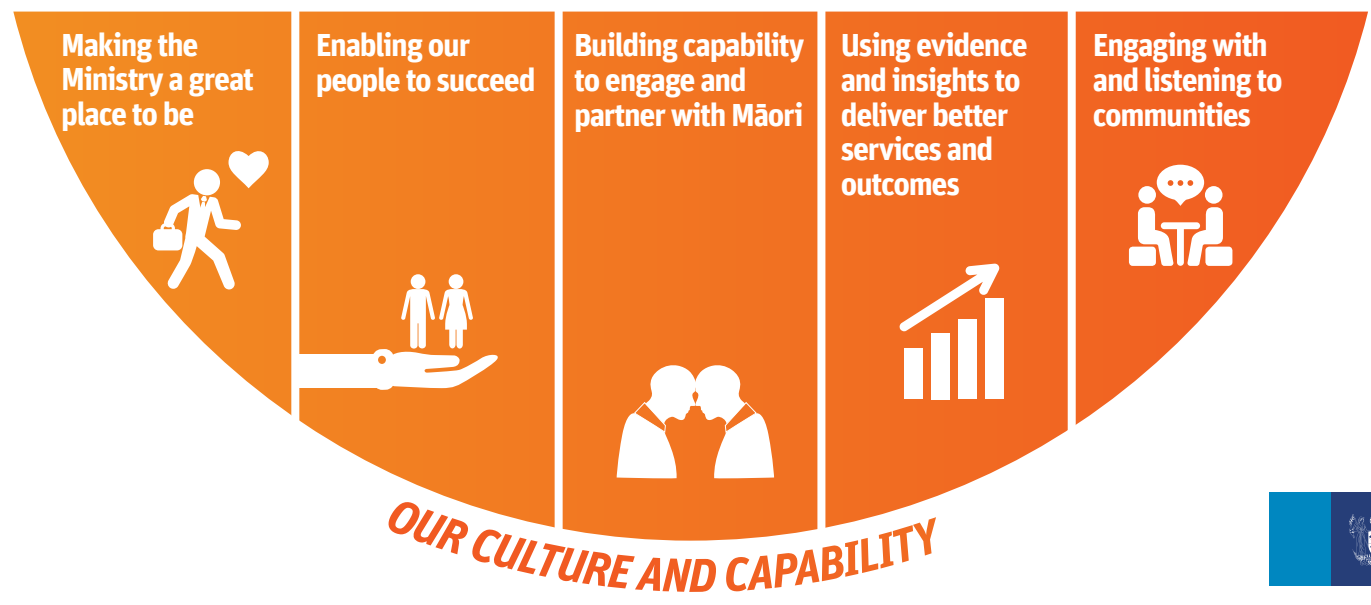 Making the
Ministry a great
place to be
Enabling our
people to succeed
Building capability
to engage and
partner with Māori
Using evidence
and insights to
deliver better
services and
outcomes
Engaging with
and listening to
communities
OUR CULTURE AND CAPABILITY